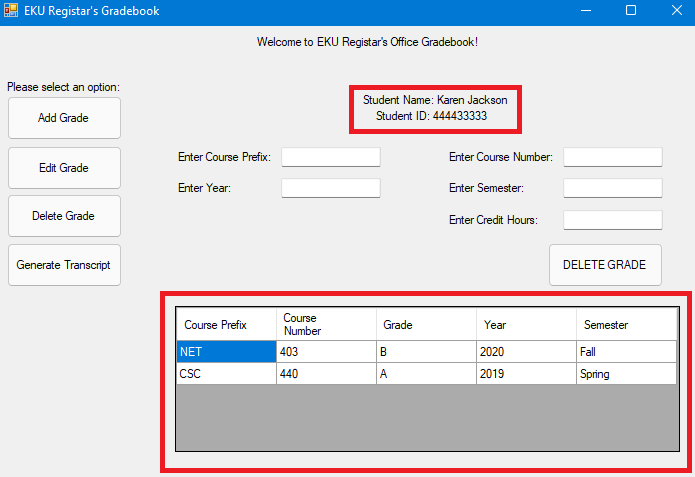 EKU Registar's Gradebook
Welcome to EKU Registar's Office Gradebook!
Please select an option:
Add Grade
Edit Grade
Delete Grade
Generate Transcript
Student Name: Karen Jackson
Student ID: 444433333
Enter Course Prefix:
Enter Course Number:
Enter Year:
Enter Semester:
Enter Credit Hours:
DELETE GRADE
Course Prefix Course Number Grade Year Semester
NET 403 B 2020 Fall
CSC 440 A 2019 Spring